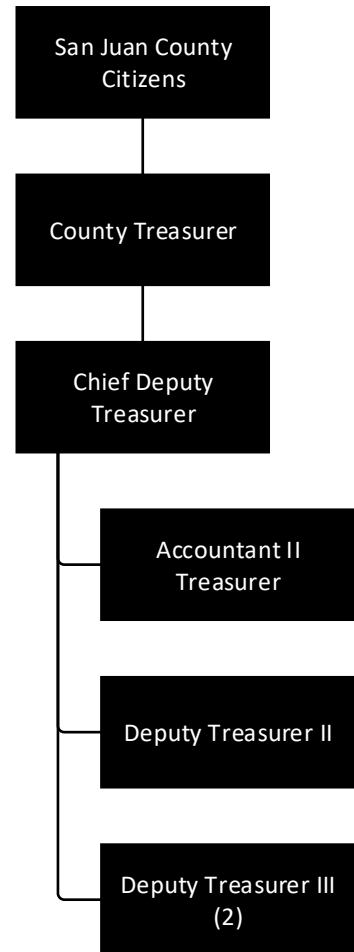 San Juan County
Citizens
County Treasurer
Chief Deputy
Treasurer
Accountant II
Treasurer
Deputy Treasurer II
Deputy Treasurer III
(2)